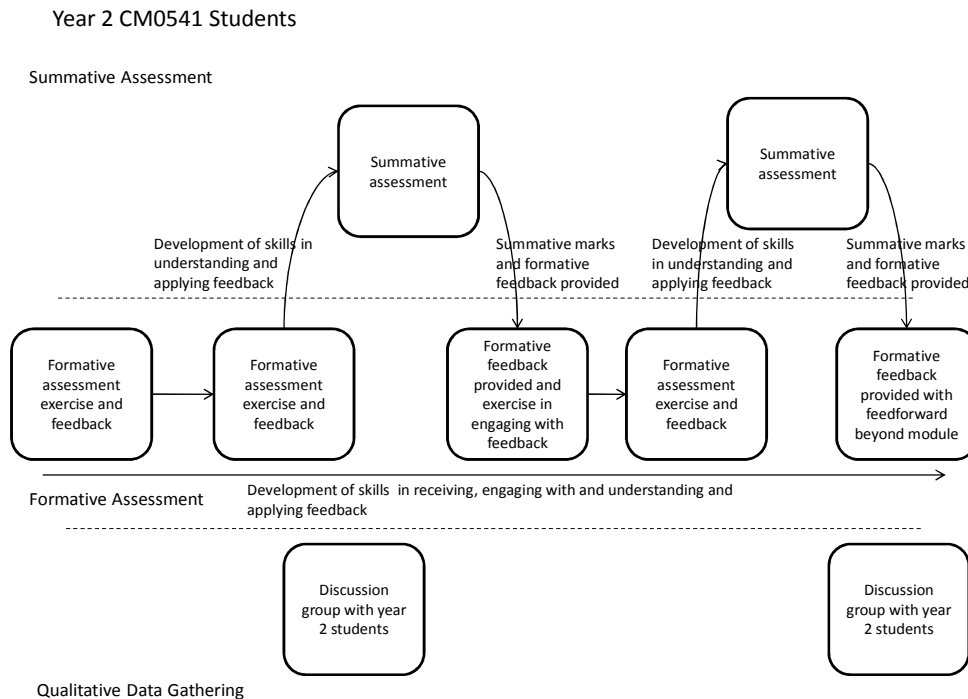 Year 2 CM0541 Students
Summative Assessment
Summative
assessment
Summative
assessment
Development of skills in
understanding and
applying feedback
Summative marks
and formative
feedback provided
Development of skills
in understanding and
applying feedback
Summative marks
and formative
feedback provided
Formative
assessment
exercise and
feedback
Formative
assessment
exercise and
feedback
Formative
feedback
provided and
exercise in
engaging with
feedback
Formative
assessment
exercise and
feedback
Formative
feedback
provided with
feedforward
beyond module
Formative Assessment
Development of skills in receiving, engaging with and understanding and
applying feedback
Discussion
group with year
2 students
Discussion
group with year
2 students
Qualitative Data Gathering